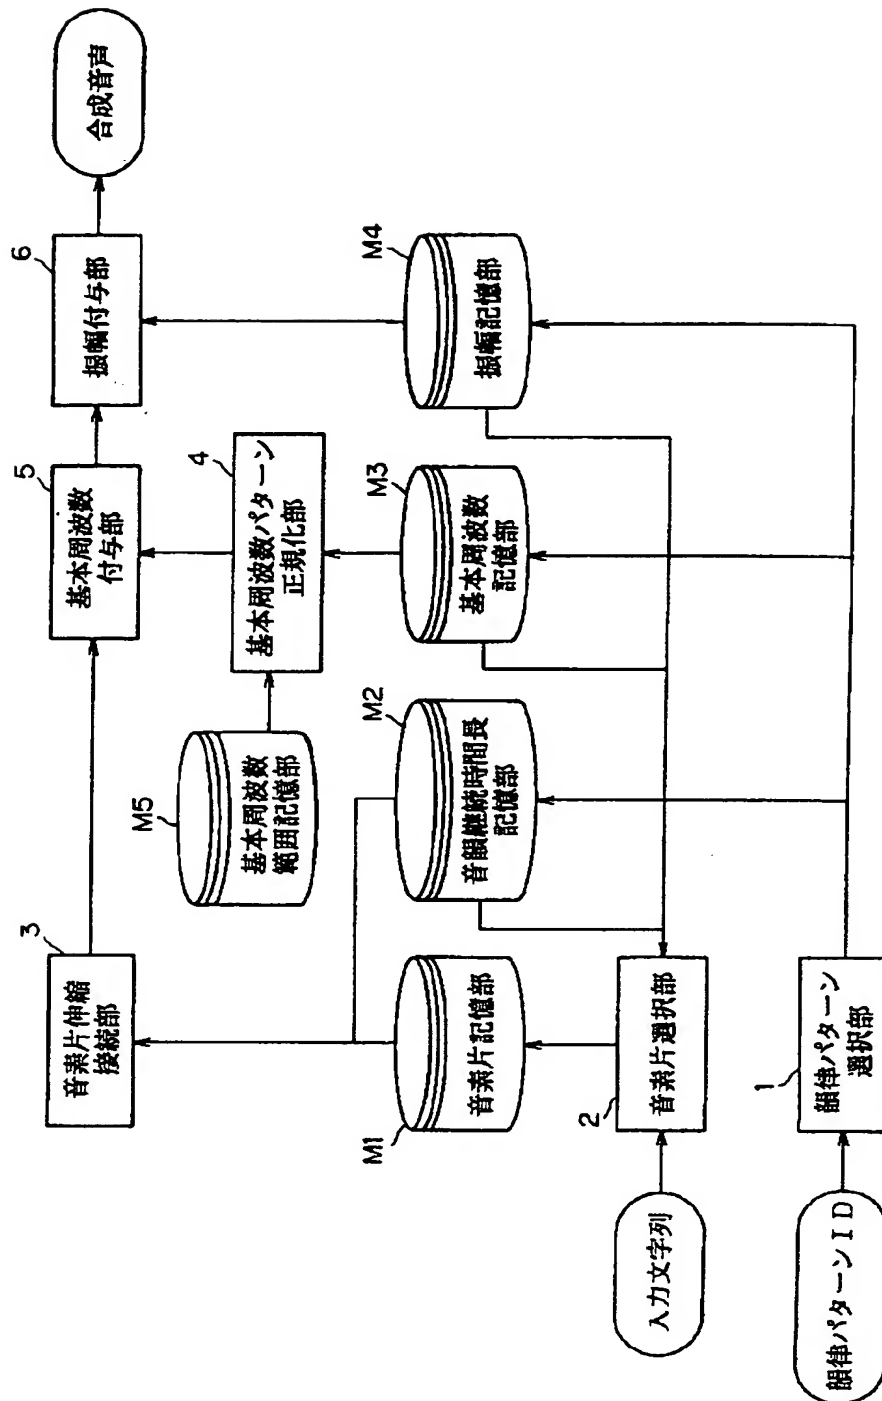 韻律パターンＩＤ
1
韻律パターン
選択部
入力文字列
2
音素片選択部
M1
音素片記憶部
M2
音韻継続時間長
記憶部
M3
基本周波数
記憶部
M4
振幅記憶部
M5
基本周波数
範囲記憶部
4
基本周波数パターン
正規化部
3
音素片伸縮
接続部
5
基本周波数
付与部
6
振幅付与部
合成音声